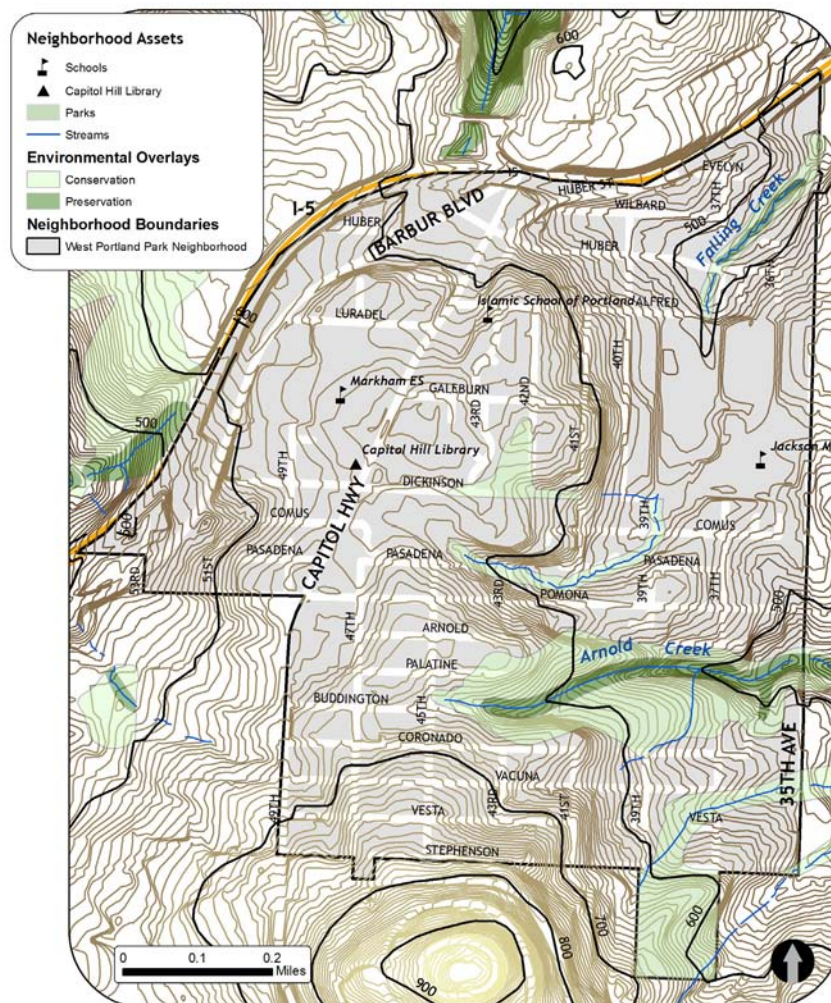 Neighborhood Assets
Schools
Capitol Hill Library
Parks
Streams
Environmental Overlays
Conservation
Preservation
Neighborhood Boundaries
West Portland Park Neighborhood
600
I-5
I5
HUBER ST
EVELYN
37TH
WILBARD
500
Falling Creek
HUBER
BARBUR BLVD
HUBER
36TH
Islamic School of Portland
ALFRED
LURADEL
40TH
Markham ES
GALEBURN
42ND
43RD
41ST
500
Capitol Hill Library
Jackson M
49TH
DICKINSON
COMUS
39TH
COMUS
CAPITOL HWY
PASADENA
PASADENA
PASADENA
53RD
51ST
43RD
POMONA
39TH
37TH
500
47TH
ARNOLD
Arnold Creek
PALATINE
BUDDINGTON
45TH
CORONADO
35TH AVE
VACUNA
49TH
VESTA
43RD
41ST
39TH
VESTA
STEPHENSON
600
700
800
900
0 0.1 0.2
Miles